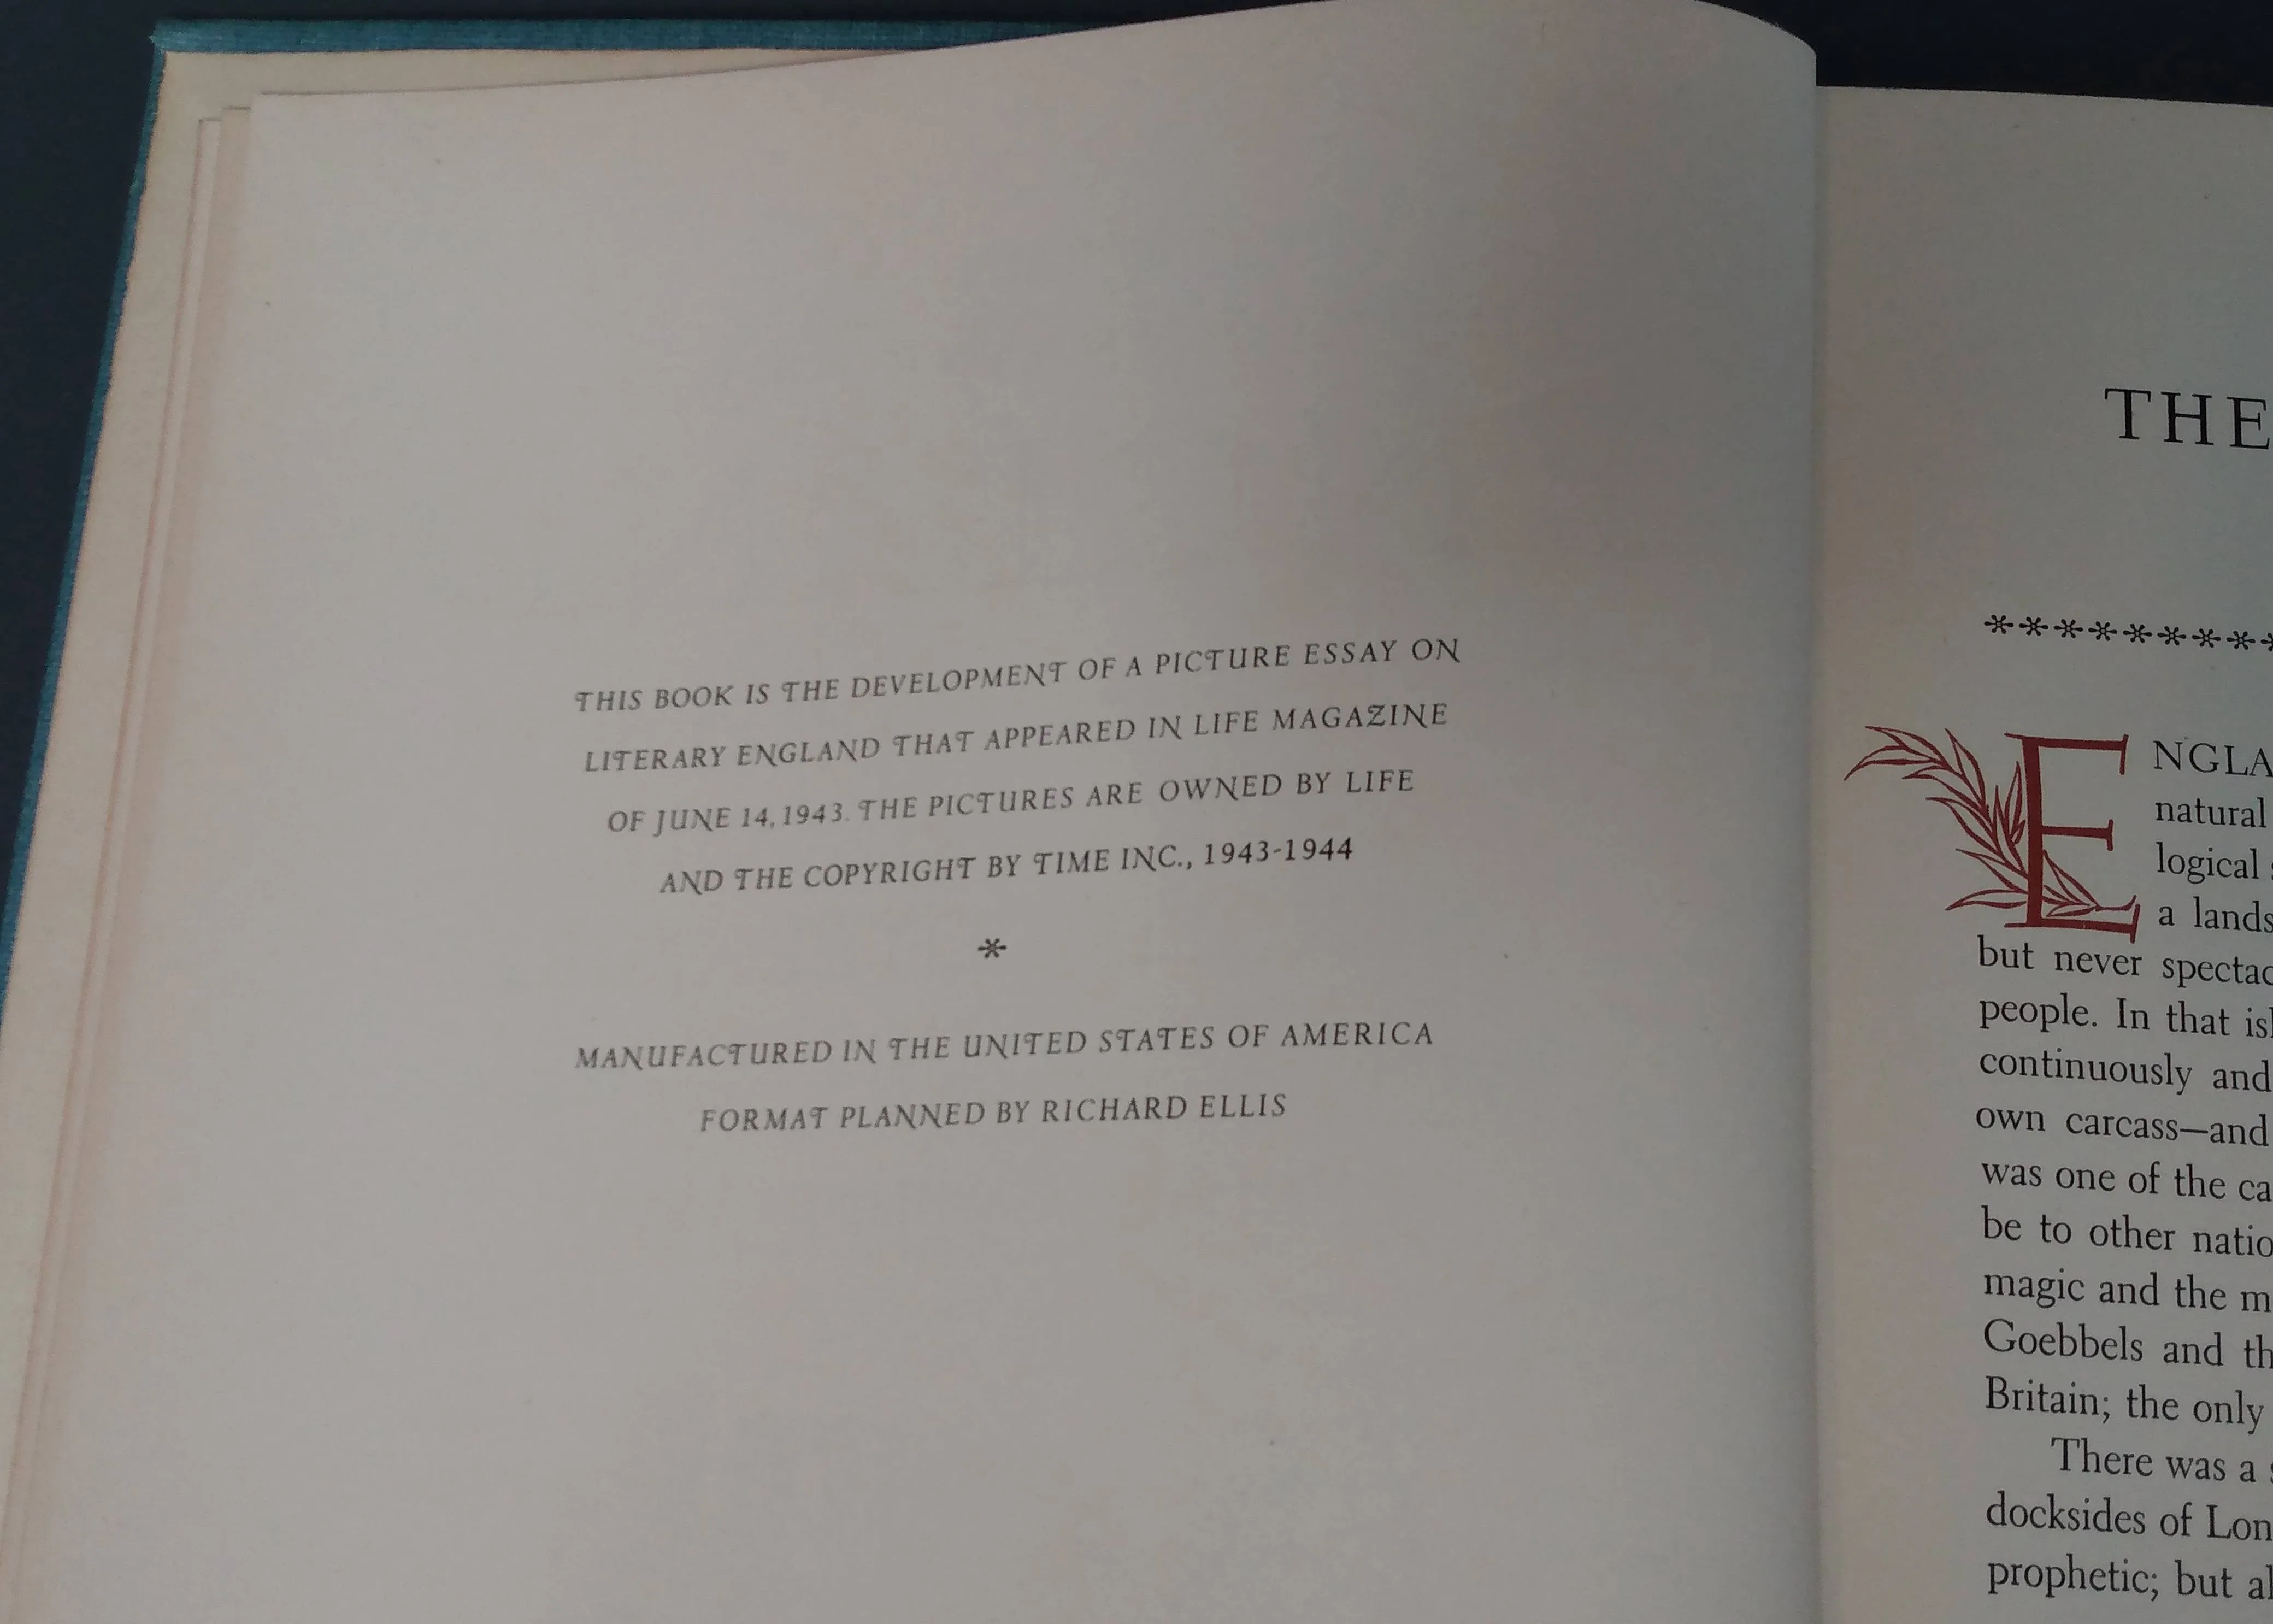 THIS BOOK IS THE DEVELOPMENT OF A PICTURE ESSAY ON
LITERARY ENGLAND THAT APPEARED IN LIFE MAGAZINE
OF JUNE 14, 1943. THE PICTURES ARE OWNED BY LIFE
AND THE COPYRIGHT BY TIME INC., 1943-1944
*
MANUFACTURED IN THE UNITED STATES OF AMERICA
FORMAT PLANNED BY RICHARD ELLIS
THE
*********
ENGLA
natural
logical
a lands
but never spectac
people. In that isl
continuously and
own carcass—and
was one of the ca
be to other natio
magic and the m
Goebbels and th
Britain; the only
There was a
docksides of Lon
prophetic; but al